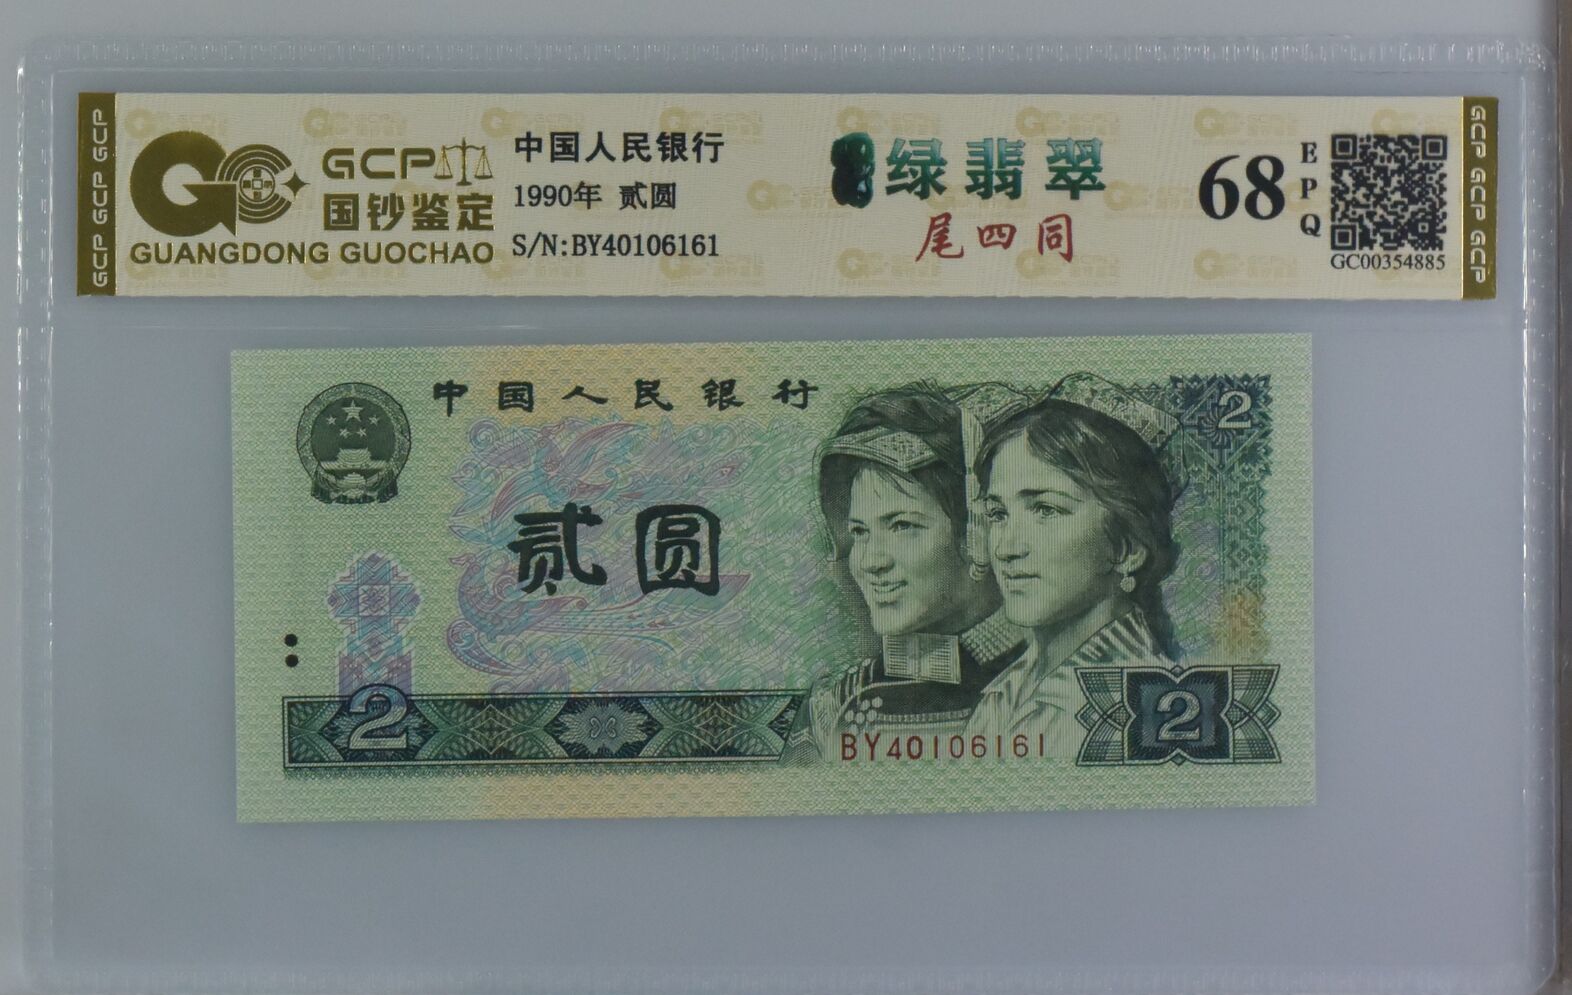 GCP GCP GCP
GCP
国钞鉴定
GUANGDONG GUOCHAO
中国人民银行
1990年 贰圆
S/N:BY40106161
绿翡翠
尾四同
68
EPQ
GC00354885
GCP GCP GCP
中国人民银行
2
贰圆
2
BY40106161
2